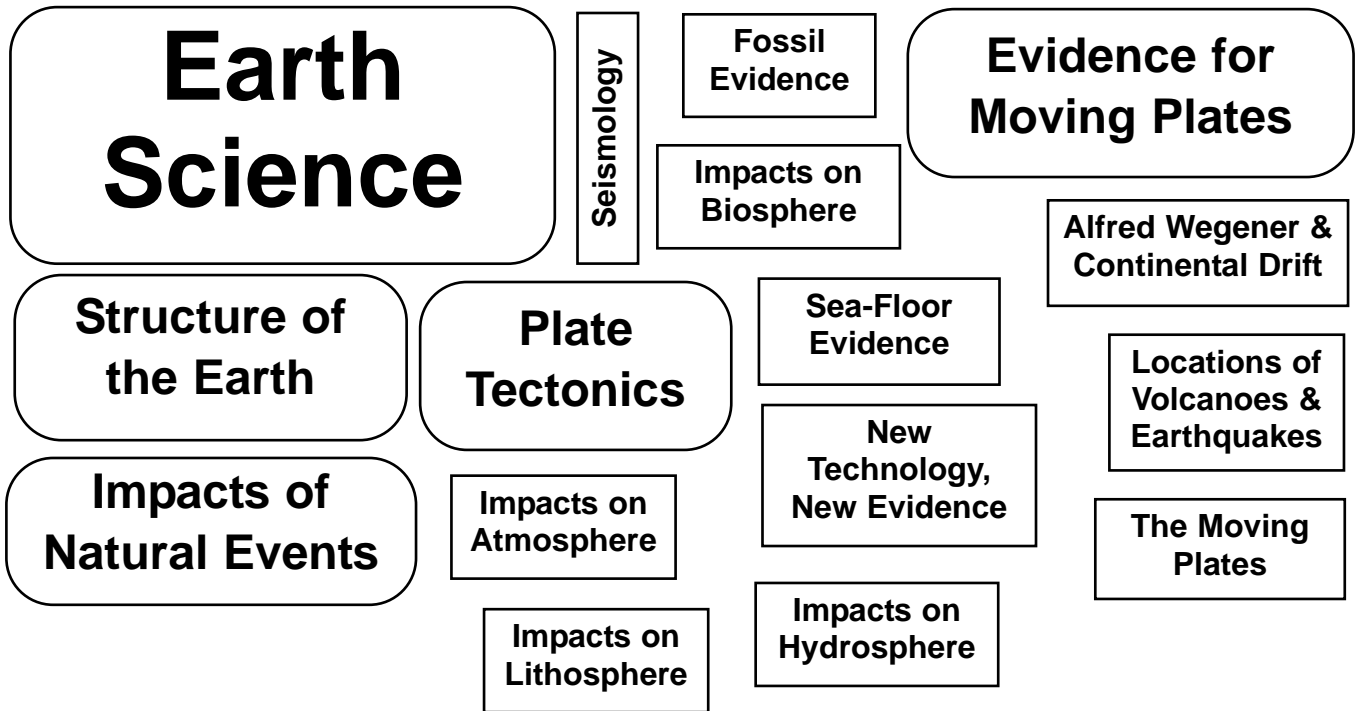 Earth
Science
Seismology
Fossil
Evidence
Evidence for
Moving Plates
Impacts on
Biosphere
Alfred Wegener &
Continental Drift
Structure of
the Earth
Plate
Tectonics
Sea-Floor
Evidence
Locations of
Volcanoes &
Earthquakes
New
Technology,
New Evidence
Impacts of
Natural Events
Impacts on
Atmosphere
The Moving
Plates
Impacts on
Lithosphere
Impacts on
Hydrosphere